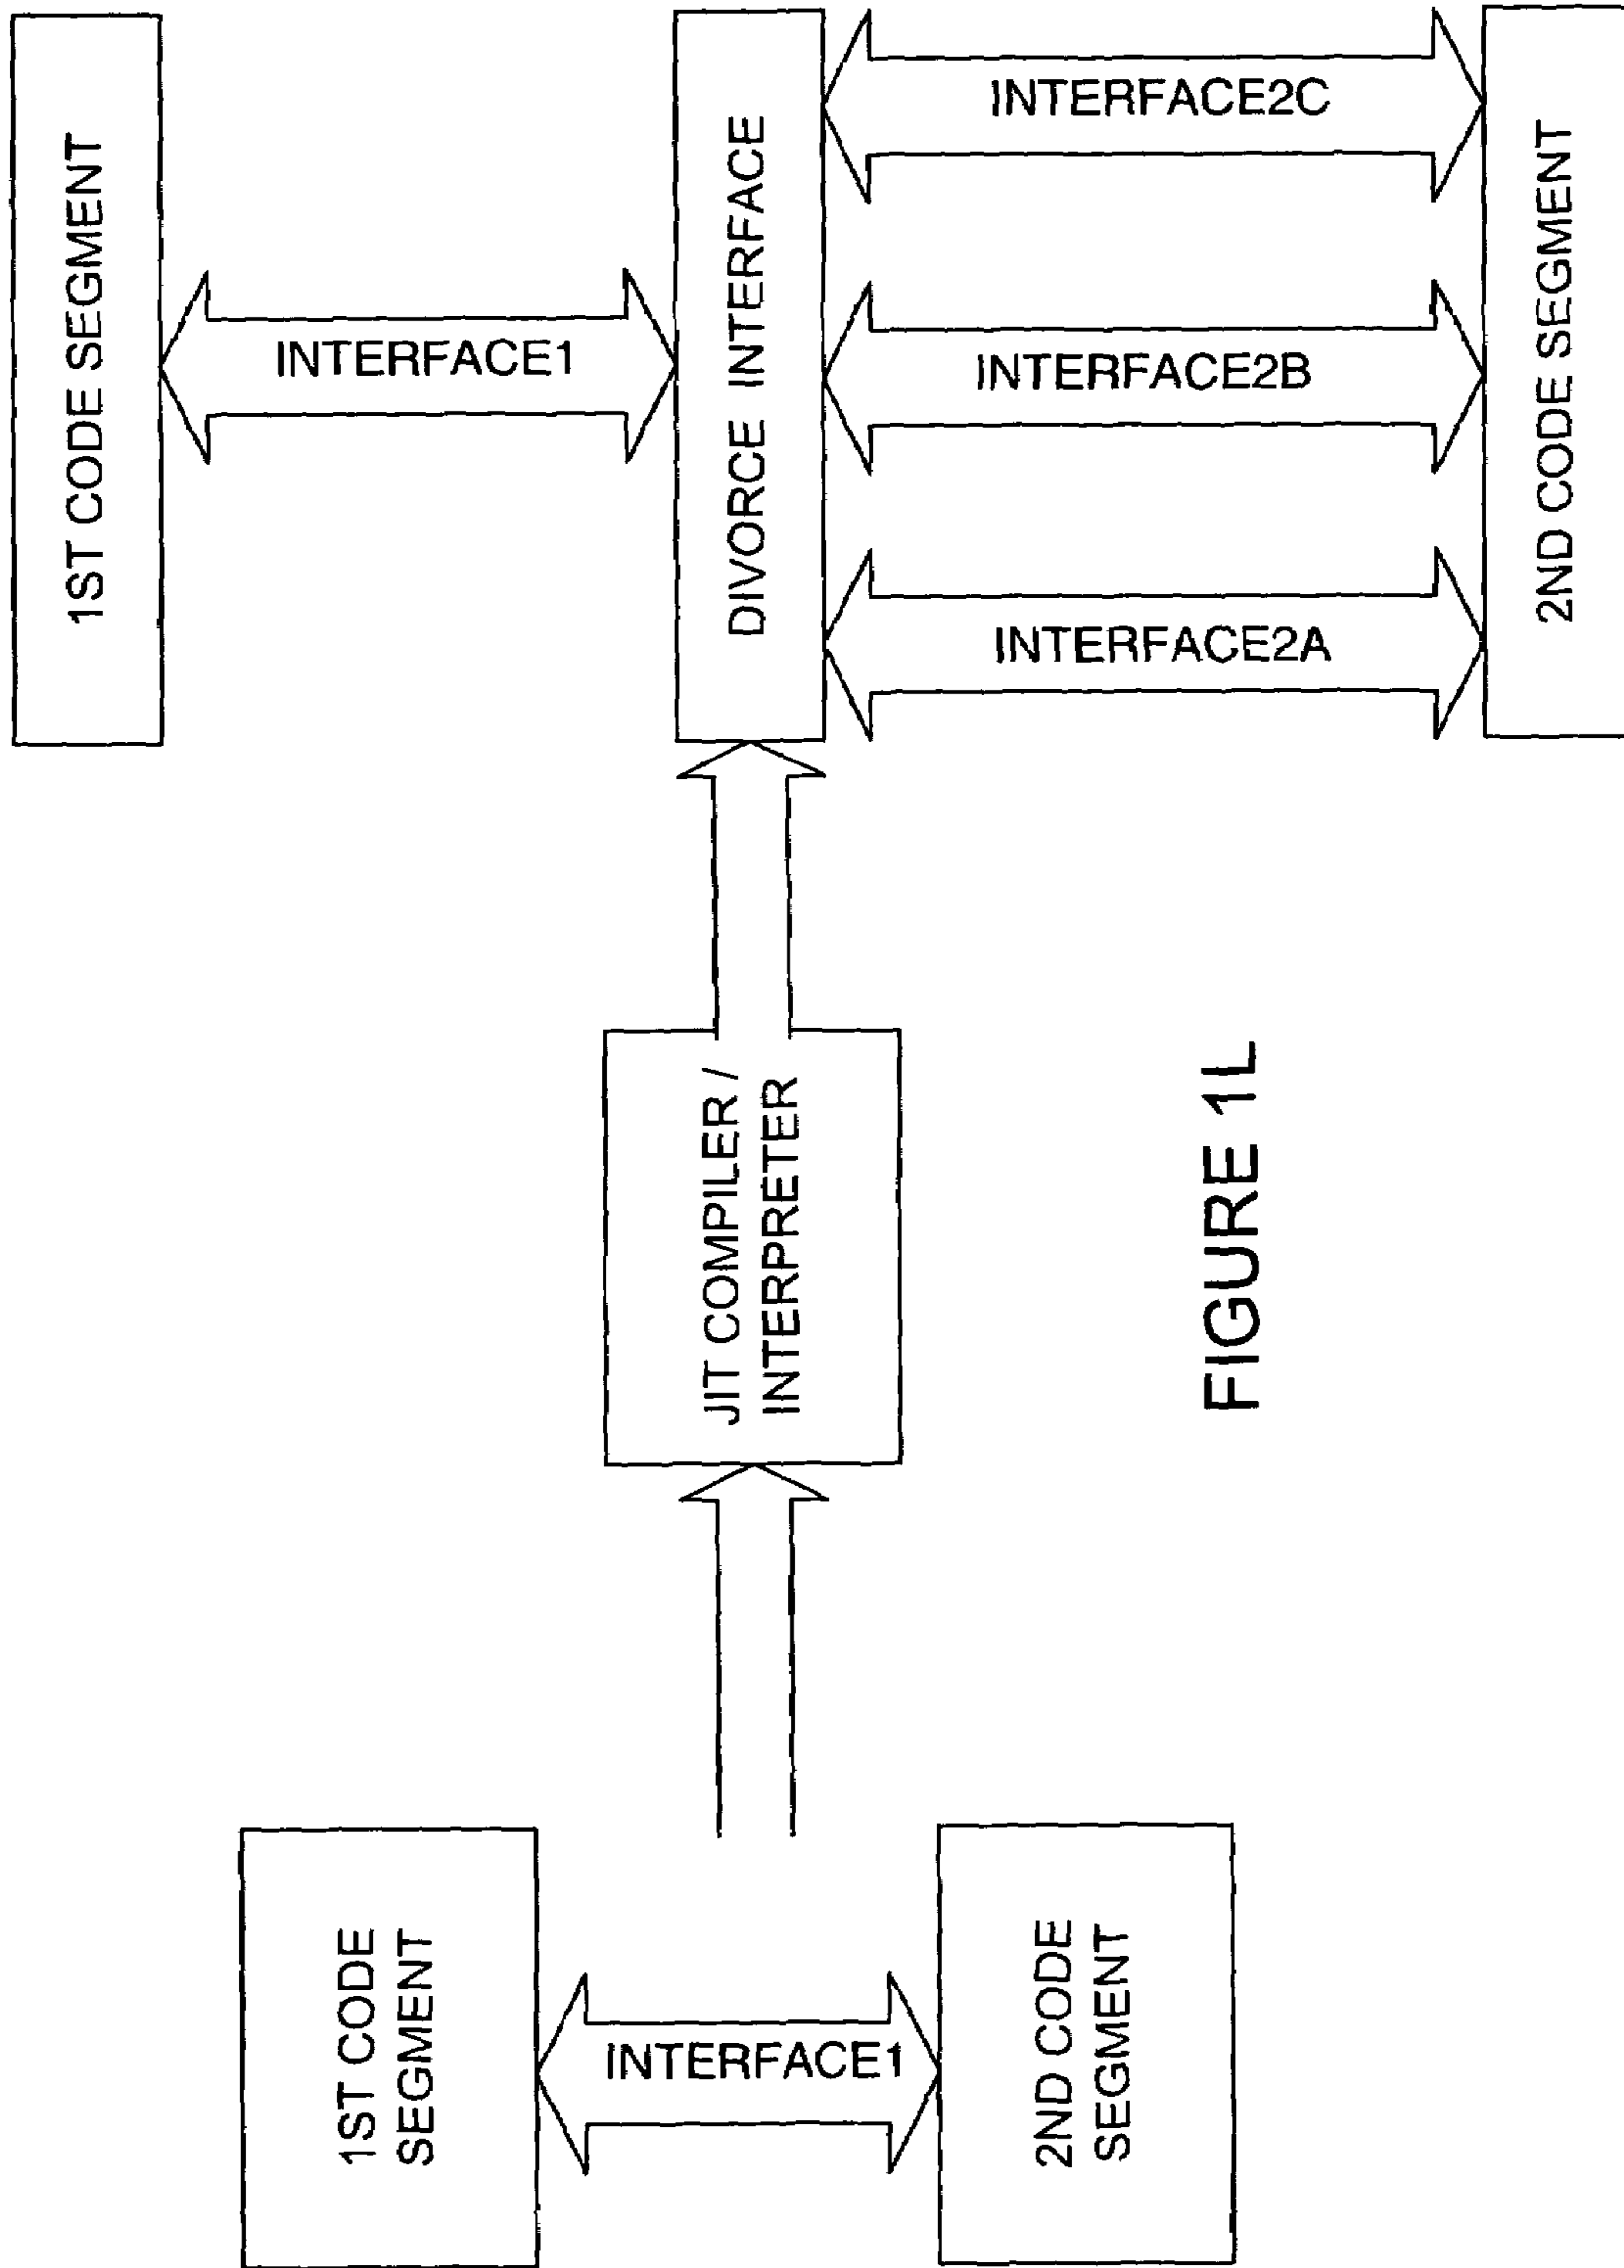 1ST CODE
SEGMENT
INTERFACE1
2ND CODE
SEGMENT
JIT COMPILER /
INTERPRETER
1ST CODE SEGMENT
INTERFACE1
DIVORCE INTERFACE
INTERFACE2A
INTERFACE2B
INTERFACE2C
2ND CODE SEGMENT
FIGURE 1L